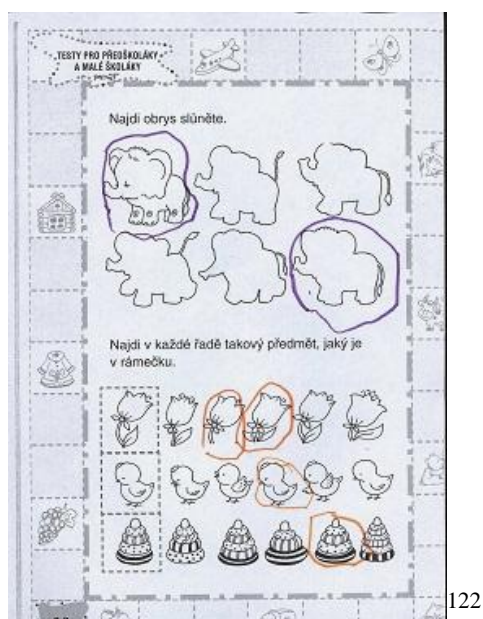 TESTY PRO PŘEDŠKOLÁKY
A MALÉ ŠKOLÁKY
Najdi obrys slůněte.
Najdi v každé řadě takový předmět, jaký je
v rámečku.
122